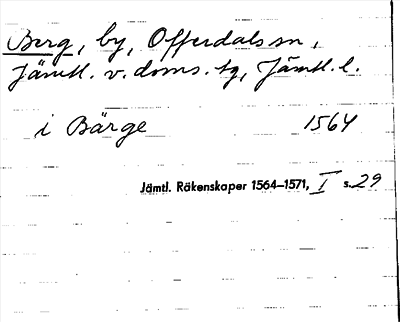 Berg, by, Offerdals sn,
Jämtl. v. doms. tg, Jämtl. l.
i Bärge 1564
Jämtl. Räkenskaper 1564–1571, I s. 29